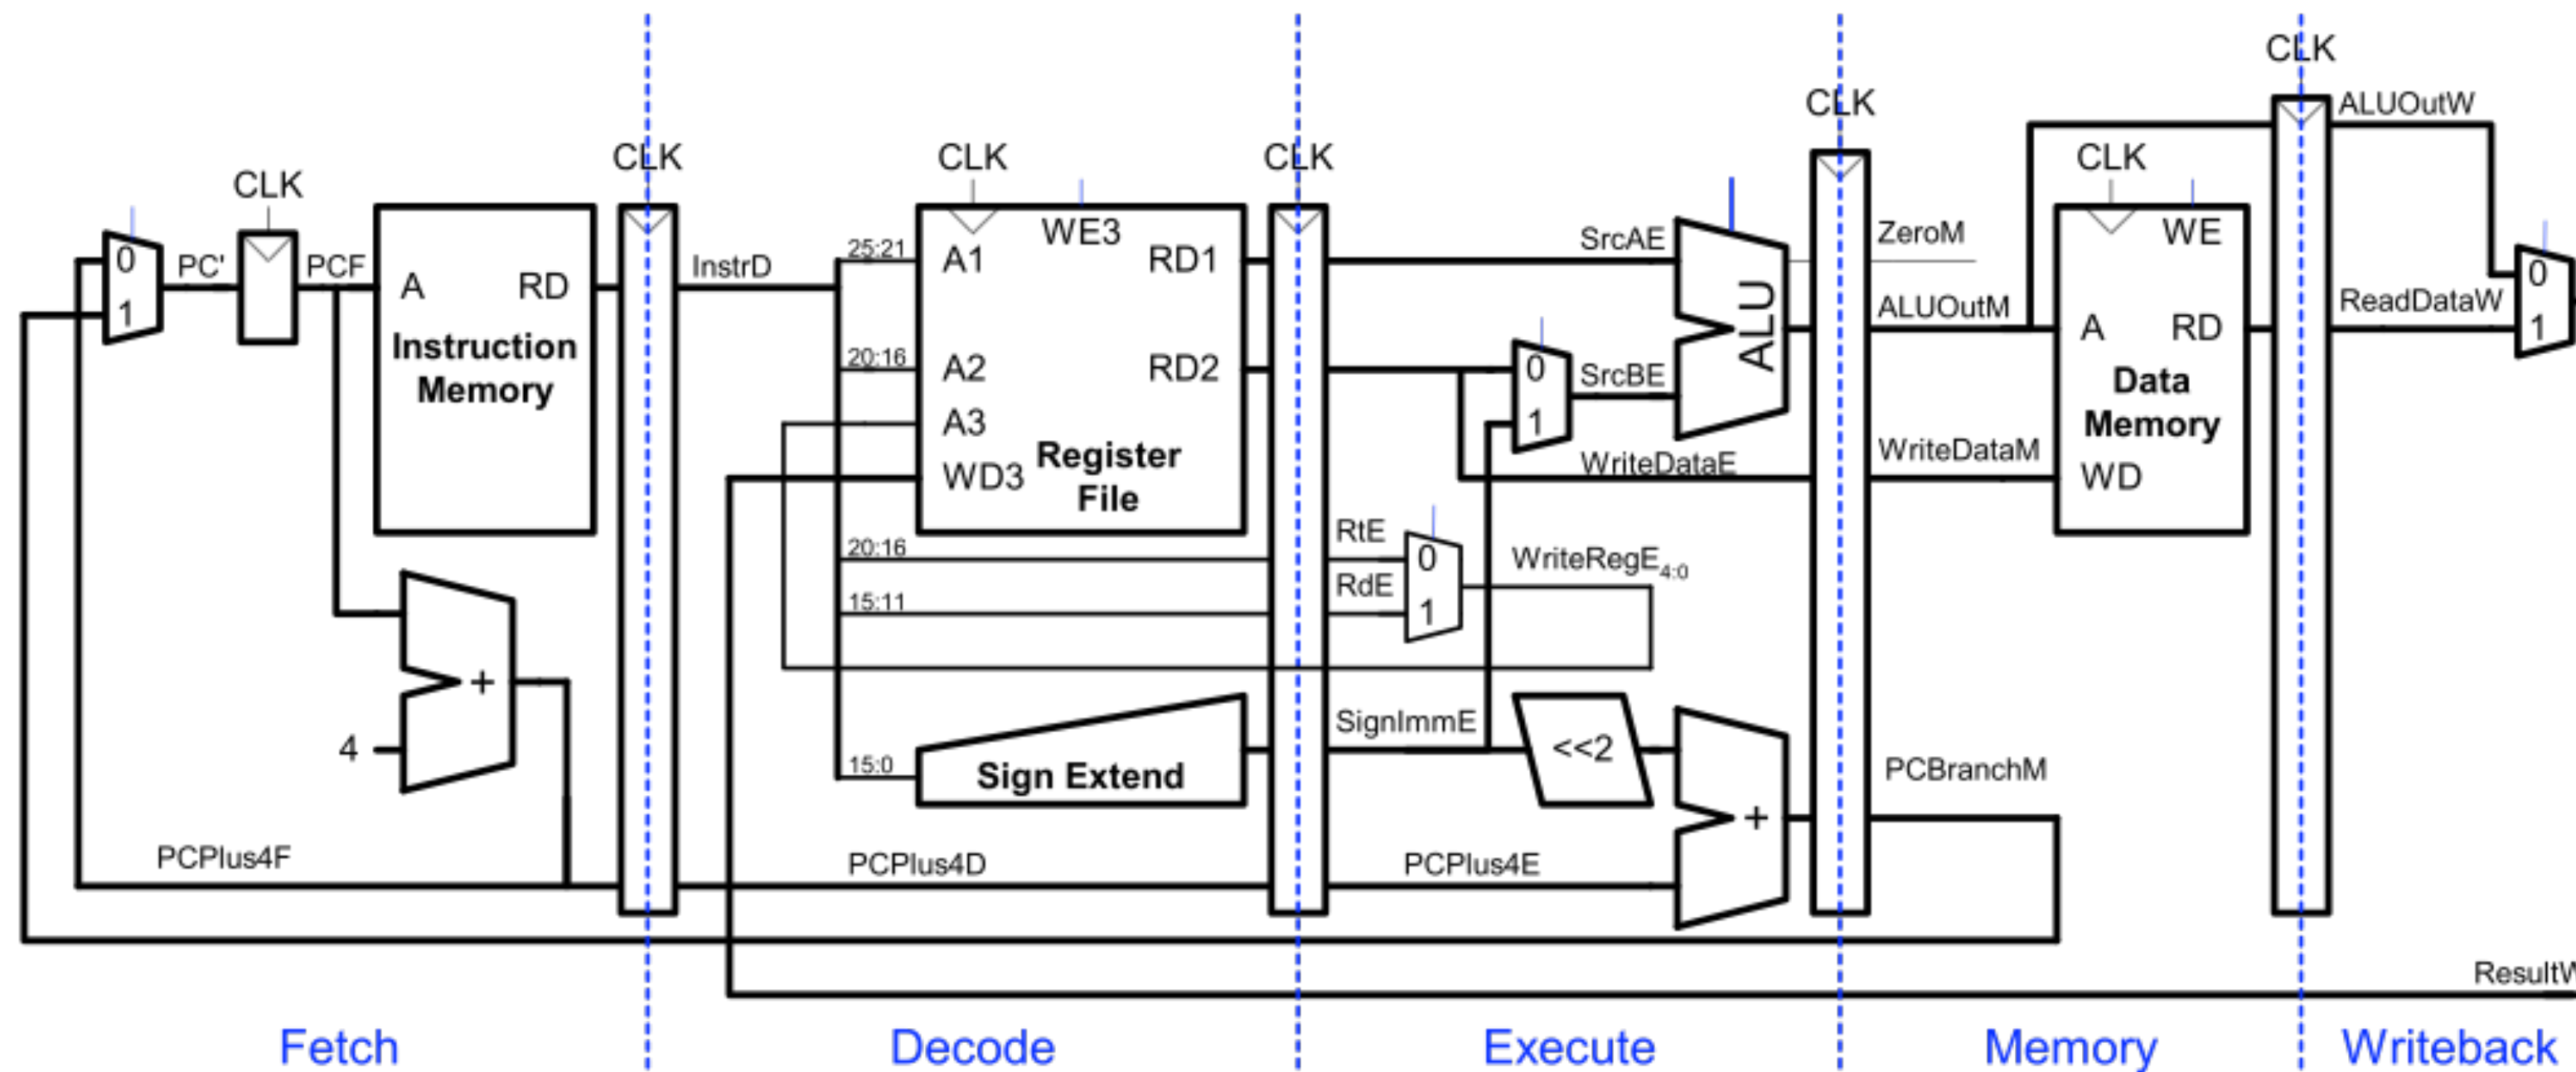 CLK
CLK
ALUOutW
CLK
CLK
CLK
CLK
CLK
0
1
PC'
PCF
A
RD
Instruction
Memory
InstrD
25:21
20:16
A1
A2
A3
WD3
WE3
RD1
RD2
Register
File
SrcAE
0
1
SrcBE
ALU
WriteDataE
ZeroM
ALUOutM
WriteDataM
WE
A
RD
Data
Memory
WD
ReadDataW
0
1
20:16
15:11
RtE
RdE
0
1
WriteRegE4:0
+
4
15:0
Sign Extend
SignImmE
<<2
+
PCBranchM
PCPlus4F
PCPlus4D
PCPlus4E
ResultW
Fetch
Decode
Execute
Memory
Writeback